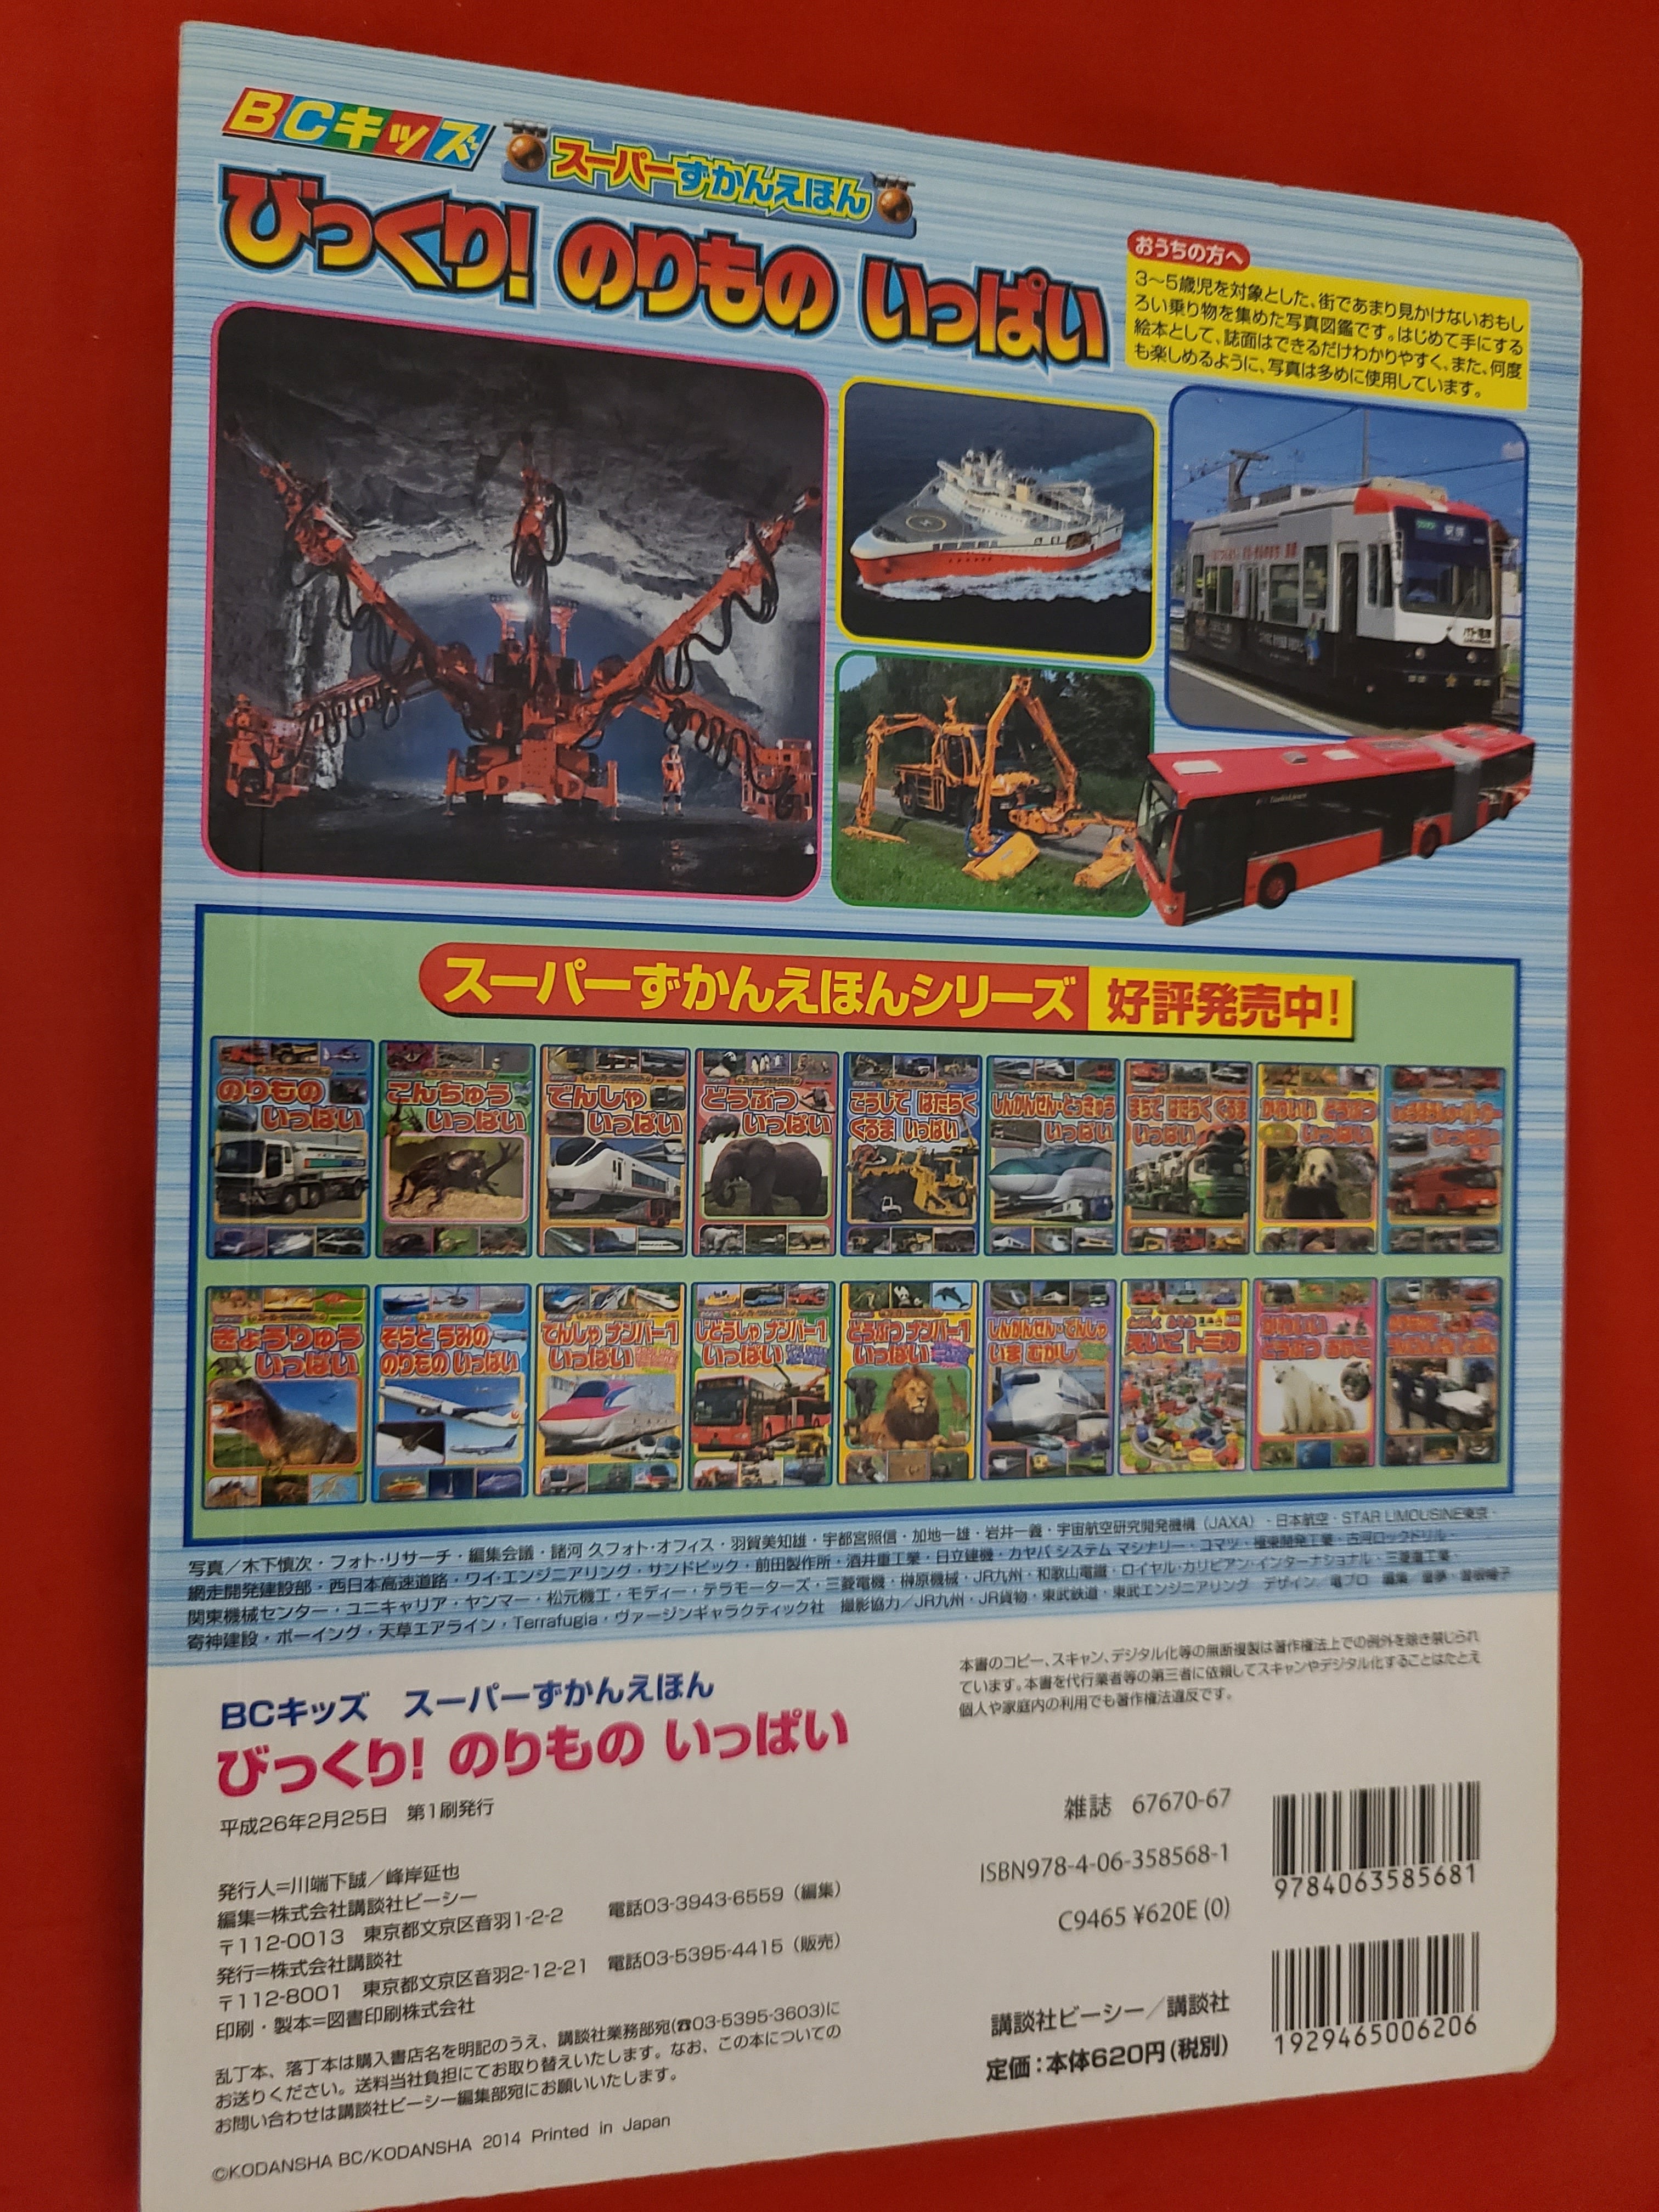 BCキッズ
スーパーずかんえほん
びっくり! のりもの いっぱい
おうちの方へ
3〜5歳児を対象とした、街であまり見かけないおもし
ろい乗り物を集めた写真図鑑です。はじめて手にする
絵本として、誌面はできるだけわかりやすく、また、何度
も楽しめるように、写真は多めに使用しています。
スーパーずかんえほんシリーズ 好評発売中!
のりもの
いっぱい
こんちゅう
いっぱい
でんしゃ
いっぱい
どうぶつ
いっぱい
こうじで はたらく
くるま いっぱい
しんかんせん・とっきゅう
いっぱい
まちで はたらく くるま
いっぱい
かわいい どうぶつ
いっぱい
きょうりゅう
いっぱい
そらと うみの
のりもの いっぱい
でんしゃ ナンバー1
いっぱい
じどうしゃ ナンバー1
いっぱい
どうぶつ ナンバー1
いっぱい
しんかんせん・でんしゃ
いま むかし
写真/木下慎次・フォト・リサーチ・編集会議・諸河 久フォト・オフィス・羽賀美知雄・宇都宮照信・加地一雄・岩井一義・宇宙航空研究開発機構(JAXA)・日本航空・STAR LIMOUSINE東京・
網走開発建設部・西日本高速道路・ワイ・エンジニアリング・サンドビック・前田製作所・酒井重工業・日立建機・カヤバ システム マシナリー・コマツ・極東開発工業・古河ロックドリル・
関東機械センター・ユニキャリア・ヤンマー・松元機工・モディー・テラモーターズ・三菱電機・榊原機械・JR九州・和歌山電鐵・ロイヤル・カリビアン・インターナショナル・三菱重工業・
寄神建設・ボーイング・天草エアライン・Terrafugia・ヴァージンギャラクティック社 撮影協力/JR九州・JR貨物・東武鉄道・東武エンジニアリング デザイン/竜プロ 編集/
本書のコピー、スキャン、デジタル化等の無断複製は著作権法上での例外を除き禁じられ
ています。本書を代行業者等の第三者に依頼してスキャンやデジタル化することはたとえ
個人や家庭内の利用でも著作権法違反です。
BCキッズ スーパーずかんえほん
びっくり! のりもの いっぱい
平成26年2月25日 第1刷発行
発行人=川端下誠/峰岸延也
編集=株式会社講談社ビーシー
〒112-0013 東京都文京区音羽1-2-2 電話03-3943-6559(編集)
発行=株式会社講談社
〒112-8001 東京都文京区音羽2-12-21 電話03-5395-4415(販売)
印刷・製本=図書印刷株式会社
乱丁本、落丁本は購入書店名を明記のうえ、講談社業務部宛(☎03-5395-3603)に
お送りください。送料当社負担にてお取り替えいたします。なお、この本についての
お問い合わせは講談社ビーシー編集部宛にお願いいたします。
©KODANSHA BC/KODANSHA 2014 Printed in Japan
雑誌 67670-67
ISBN978-4-06-358568-1
C9465 ¥620E (0)
講談社ビーシー/講談社
定価:本体620円(税別)
9784063585681
1929465006206